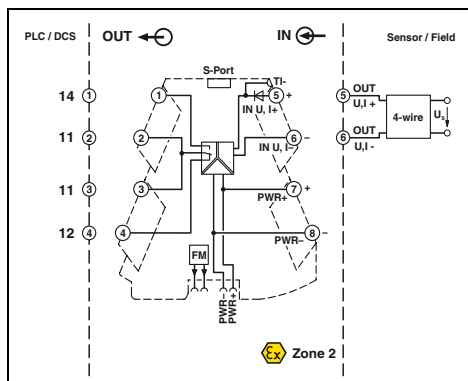 PLC / DCS OUT IN Sensor / Field
S-Port
TI-
14 1 1 5 + 5 OUT
IN U, I+ U,I +
4-wire Us
11 2 2 6 – 6 OUT
IN U, I– U,I -
11 3 3 7 +
PWR+
12 4 4 8 –
PWR–
FM
PWR–
PWR+
Ex Zone 2